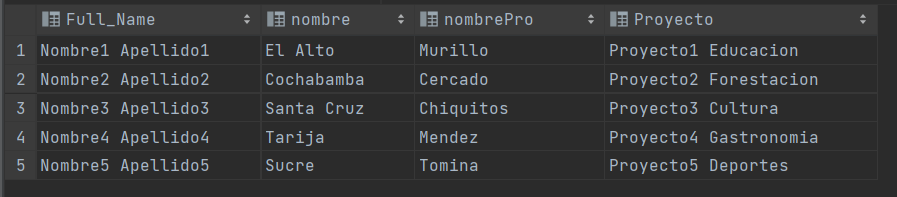 Full_Name nombre nombrePro Proyecto
1 Nombre1 Apellido1 El Alto Murillo Proyecto1 Educacion
2 Nombre2 Apellido2 Cochabamba Cercado Proyecto2 Forestacion
3 Nombre3 Apellido3 Santa Cruz Chiquitos Proyecto3 Cultura
4 Nombre4 Apellido4 Tarija Mendez Proyecto4 Gastronomia
5 Nombre5 Apellido5 Sucre Tomina Proyecto5 Deportes